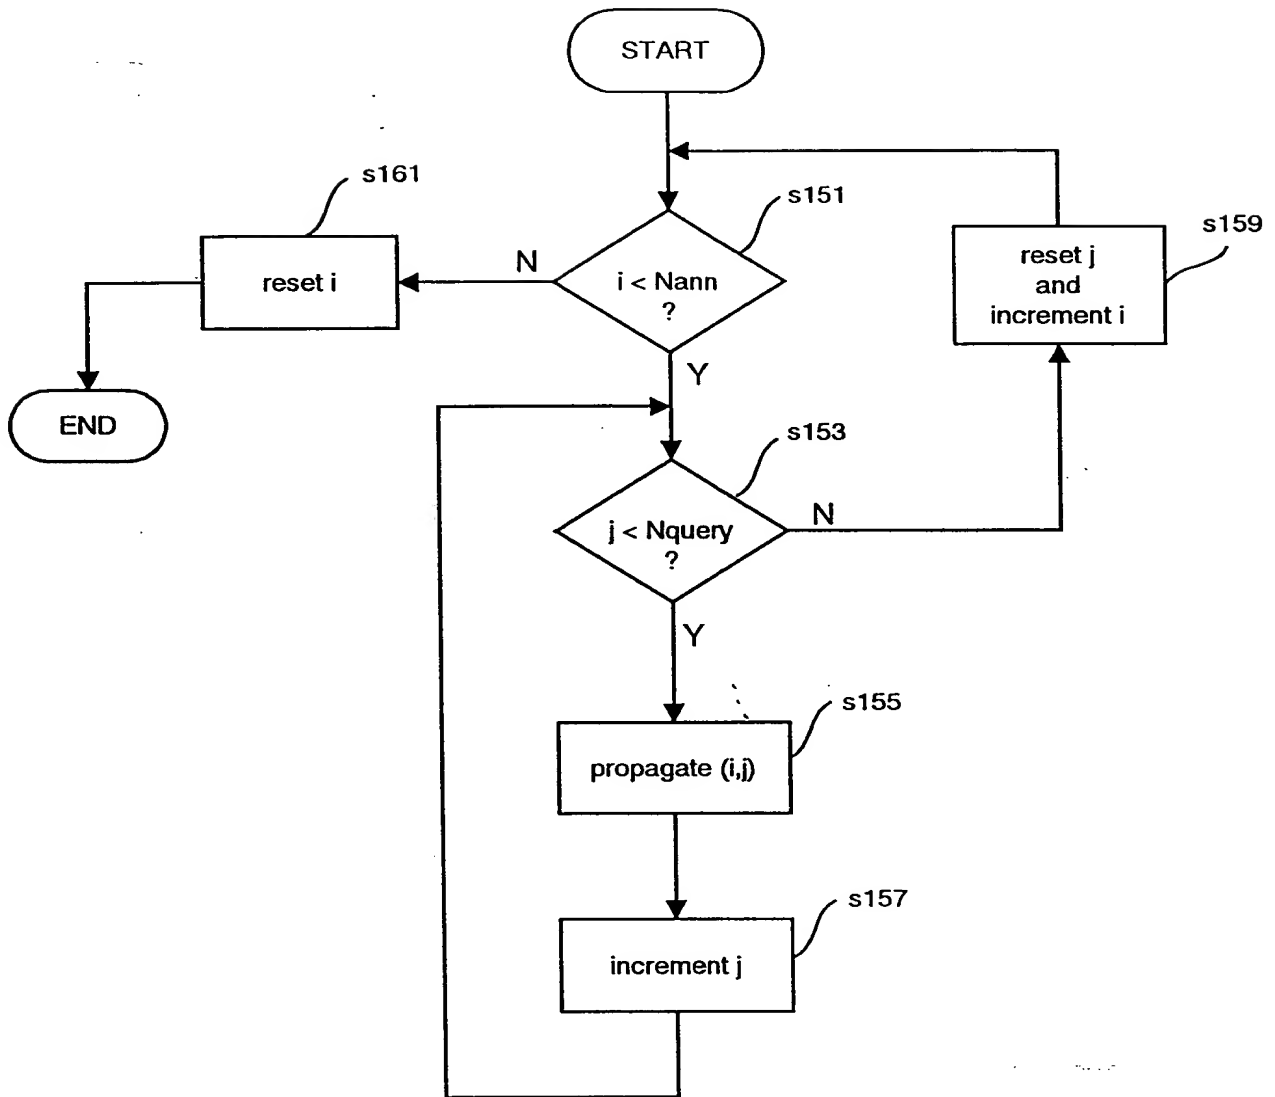 START
s161
s151
s159
reset i
N
i < Nann
?
reset j
and
increment i
Y
END
s153
j < Nquery
?
N
Y
s155
propagate (i,j)
s157
increment j